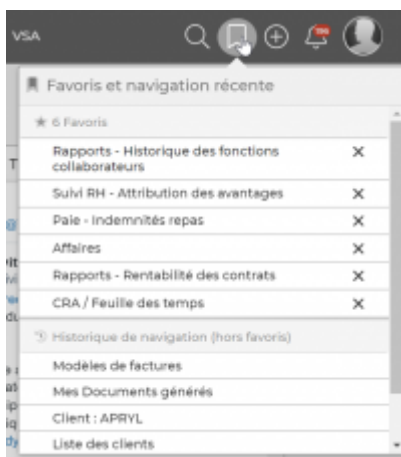 VSA
Favoris et navigation récente
6 Favoris
Rapports - Historique des fonctions
collaborateurs
Suivi RH - Attribution des avantages
Paie - Indemnités repas
Affaires
Rapports - Rentabilité des contrats
CRA / Feuille des temps
Historique de navigation (hors favoris)
Modèles de factures
Mes Documents générés
Client : APRYL
Liste des clients